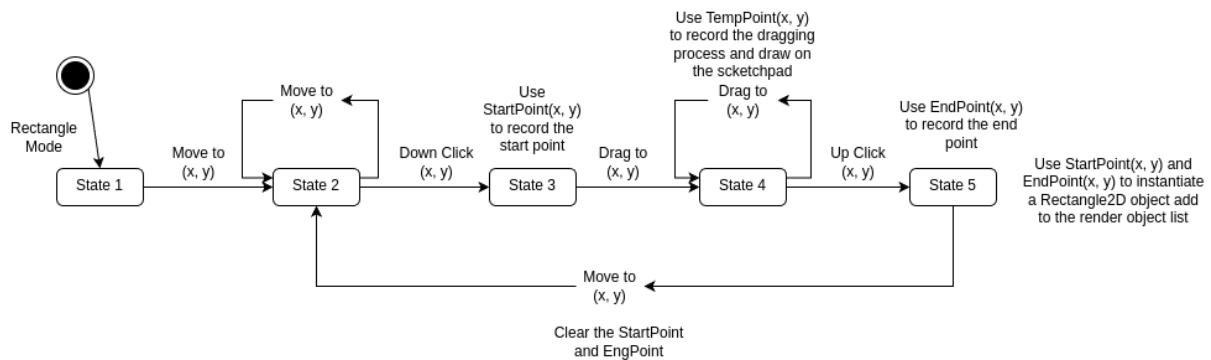 Rectangle
Mode
State 1
Move to
(x, y)
Move to
(x, y)
State 2
Down Click
(x, y)
Use
StartPoint(x, y)
to record the
start point
State 3
Drag to
(x, y)
Use TempPoint(x, y)
to record the dragging
process and draw on
the scketchpad
Drag to
(x, y)
State 4
Up Click
(x, y)
Use EndPoint(x, y)
to record the end
point
State 5
Use StartPoint(x, y) and
EndPoint(x, y) to instantiate
a Rectangle2D object add
to the render object list
Move to
(x, y)
Clear the StartPoint
and EngPoint